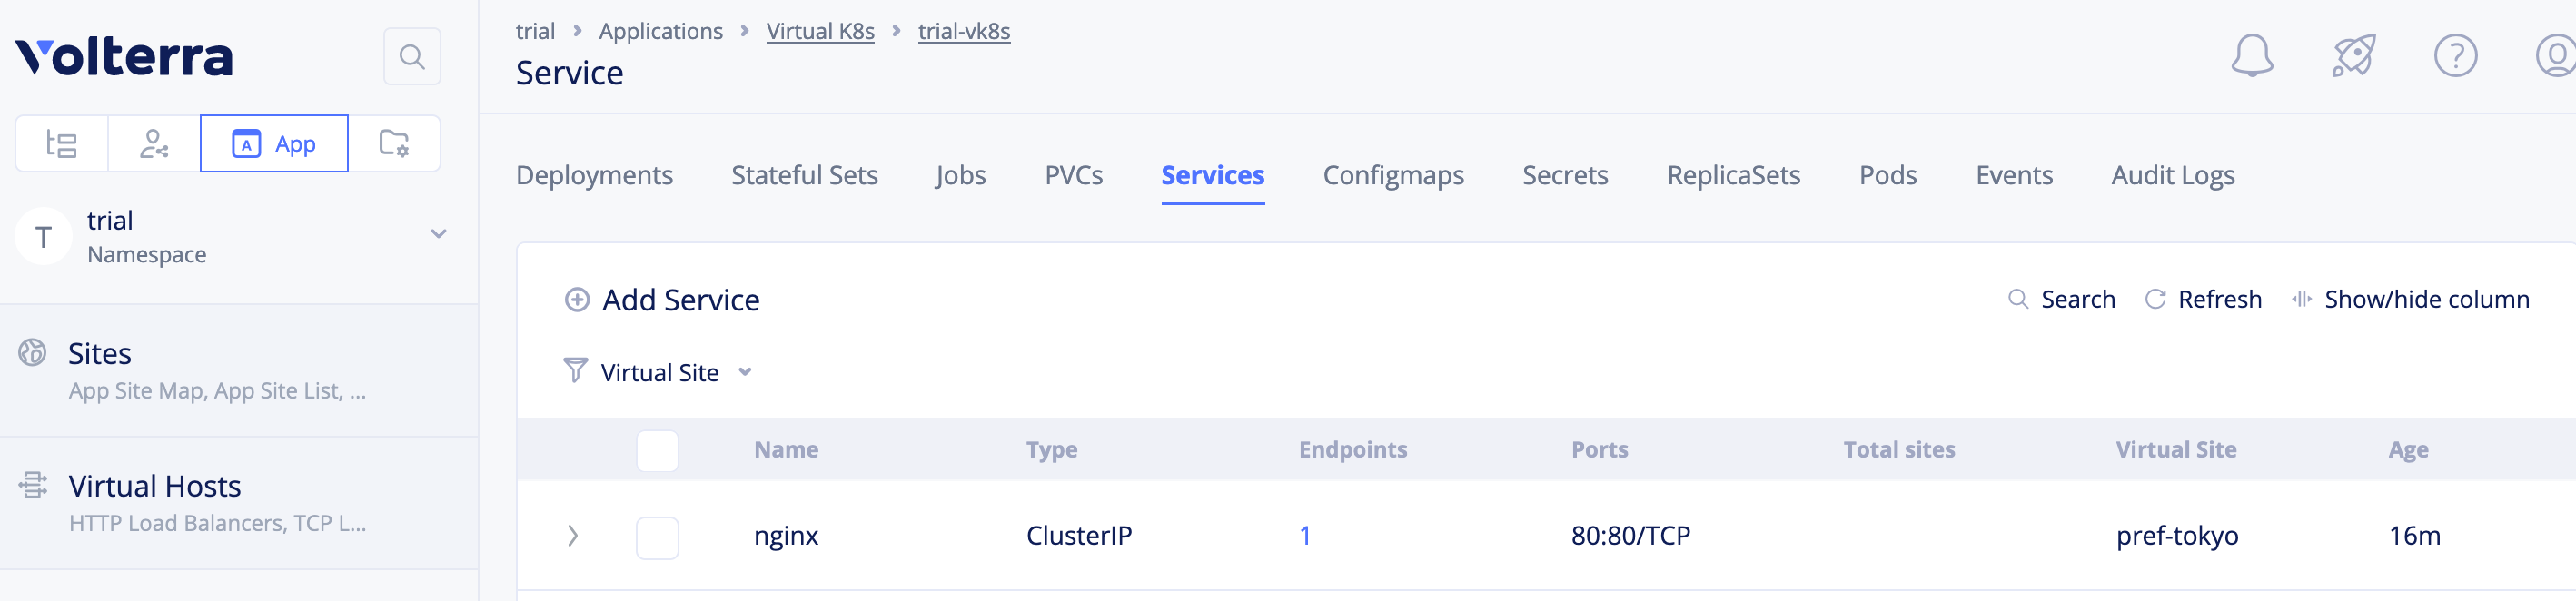 Volterra
A App
T
trial
Namespace
Sites
App Site Map, App Site List, ...
Virtual Hosts
HTTP Load Balancers, TCP L...
trial > Applications > Virtual K8s > trial-vk8s
Service
?
Deployments Stateful Sets Jobs PVCs Services Configmaps Secrets ReplicaSets Pods Events Audit Logs
Add Service
Search Refresh Show/hide column
Virtual Site
Name Type Endpoints Ports Total sites Virtual Site Age
nginx ClusterIP 1 80:80/TCP pref-tokyo 16m